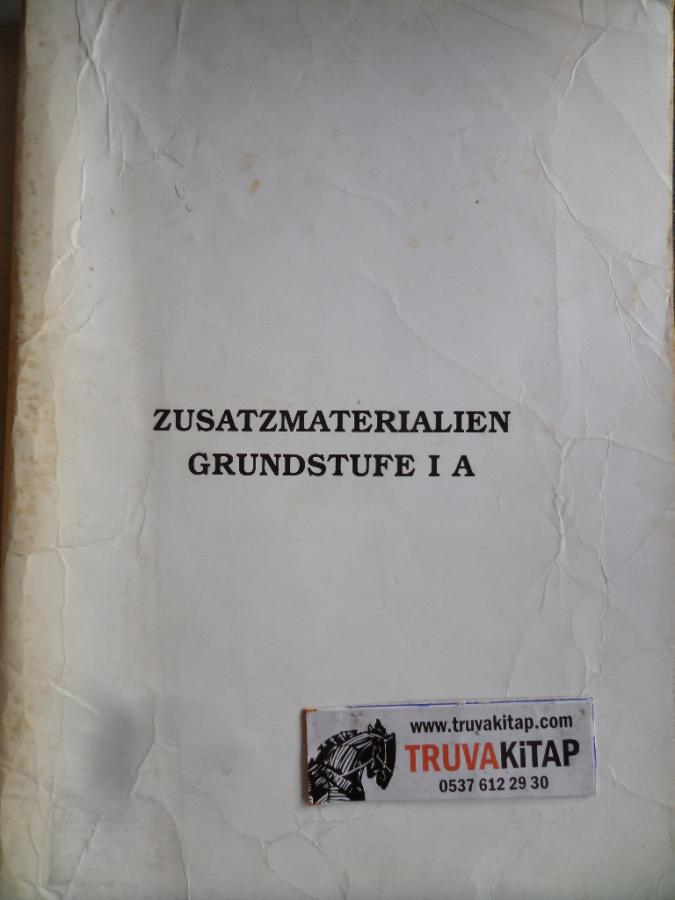 ZUSATZMATERIALIEN
GRUNDSTUFE I A
www.truvakitap.com
TRUVAKiTAP
0537 612 29 30